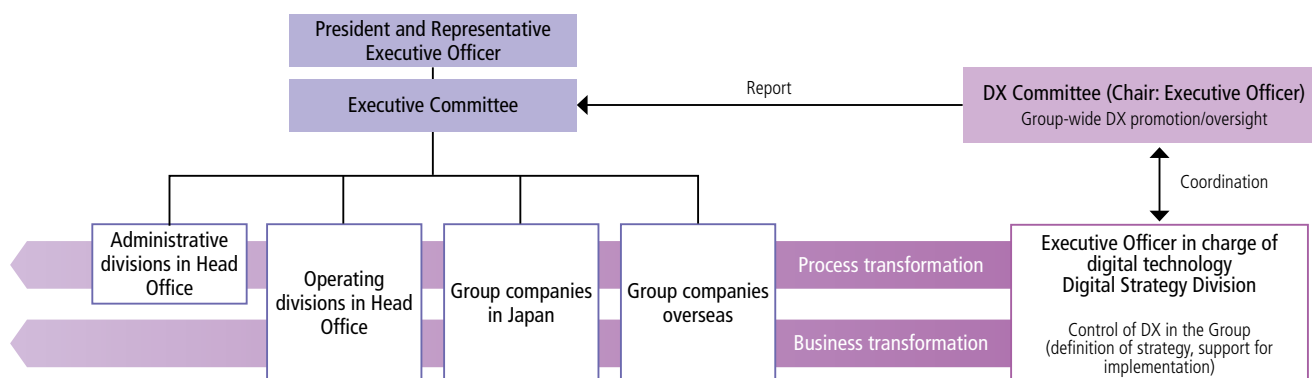 President and Representative
Executive Officer
Executive Committee
Report
DX Committee (Chair: Executive Officer)
Group-wide DX promotion/oversight
Coordination
Administrative
divisions in Head
Office
Operating
divisions in Head
Office
Group companies
in Japan
Group companies
overseas
Process transformation
Business transformation
Executive Officer in charge of
digital technology
Digital Strategy Division
Control of DX in the Group
(definition of strategy, support for
implementation)